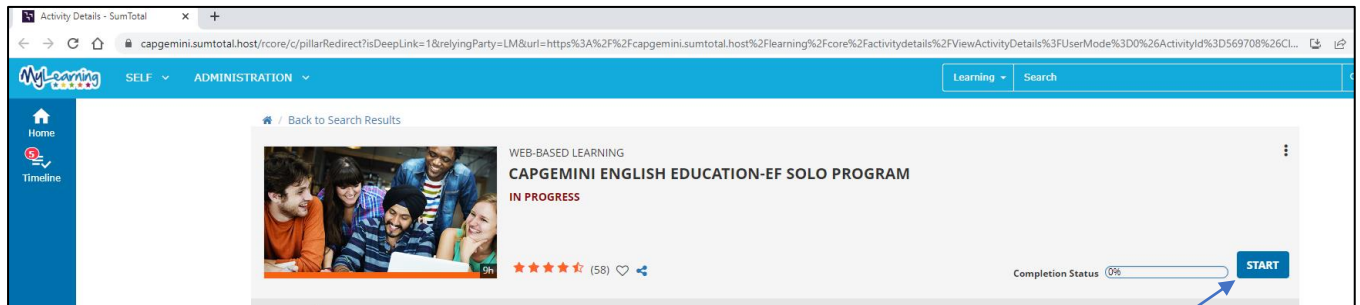 Activity Details - SumTotal
capgemini.sumtotal.host/rcore/c/pillarRedirect?isDeepLink=1&relyingParty=LM&url=https%3A%2F%2Fcapgemini.sumtotal.host%2Flearning%2Fcore%2Factivitydetails%2FViewActivityDetails%3FUserMode%3D0%26ActivityId%3D569708%26Cl...
MyLearning SELF ADMINISTRATION Learning Search
Home
5
Timeline
/ Back to Search Results
WEB-BASED LEARNING
CAPGEMINI ENGLISH EDUCATION-EF SOLO PROGRAM
IN PROGRESS
9h
(58)
Completion Status 0% START